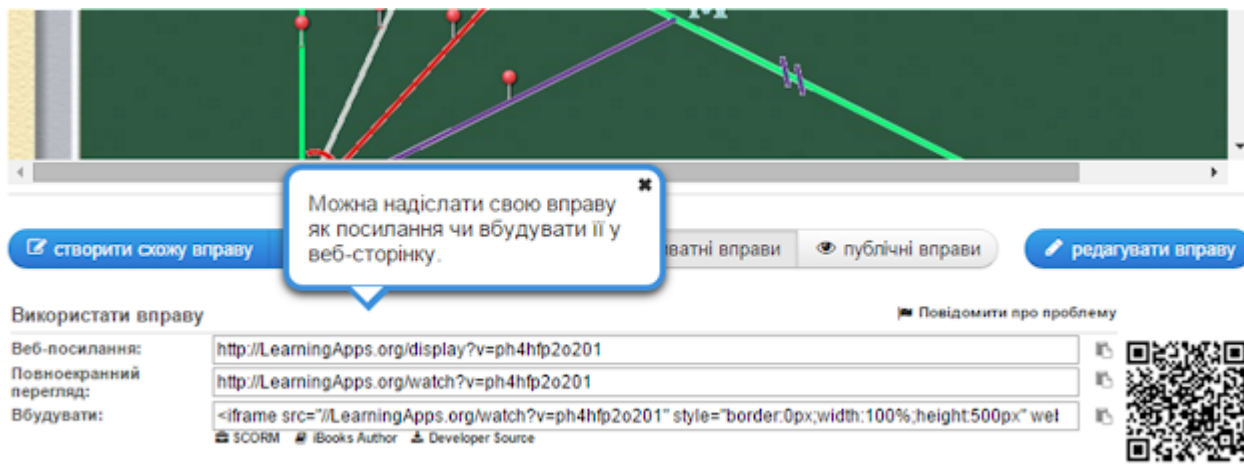 M
Можна надіслати свою вправу
як посилання чи вбудувати її у
веб-сторінку.
створити схожу вправу
ватні вправи
публічні вправи
редагувати вправу
Використати вправу
Повідомити про проблему
Веб-посилання:
http://LearningApps.org/display?v=ph4hfp2o201
Повноекранний
перегляд:
http://LearningApps.org/watch?v=ph4hfp2o201
Вбудувати:
<iframe src="//LearningApps.org/watch?v=ph4hfp2o201" style="border:0px;width:100%;height:500px" wel
SCORM iBooks Author Developer Source